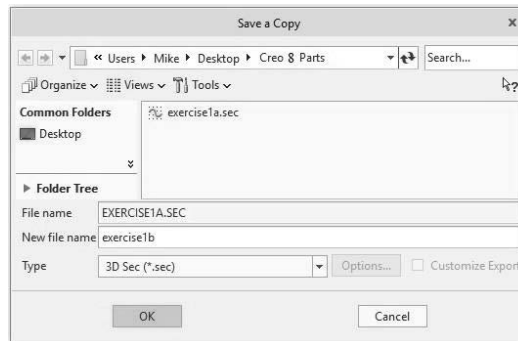 Save a Copy x
« Users Mike Desktop Creo 8 Parts Search...
Organize Views Tools ?
Common Folders exercise1a.sec
Desktop
Folder Tree
File name EXERCISE1A.SEC
New file name exercise1b
Type 3D Sec (*.sec) Options... Customize Export
OK Cancel